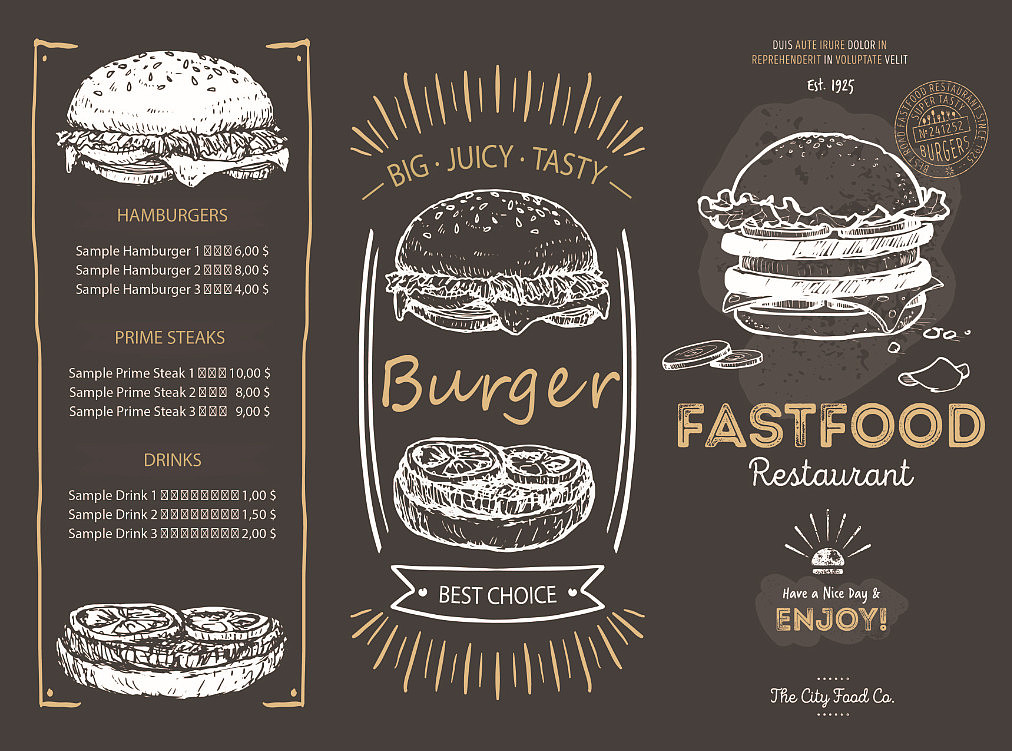 HAMBURGERS
Sample Hamburger 1 6,00 $
Sample Hamburger 2 8,00 $
Sample Hamburger 3 4,00 $
PRIME STEAKS
Sample Prime Steak 1 10,00 $
Sample Prime Steak 2 8,00 $
Sample Prime Steak 3 9,00 $
DRINKS
Sample Drink 1 1,00 $
Sample Drink 2 1,50 $
Sample Drink 3 2,00 $
BIG · JUICY · TASTY
Burger
BEST CHOICE
DUIS AUTE IRURE DOLOR IN
REPREHENDERIT IN VOLUPTATE VELIT
Est. 1925
FASTFOOD RESTAURANT SINCE 1925
SUPER TASTY
Nº 241252
BURGERS
FASTFOOD
Restaurant
Have a Nice Day &
ENJOY!
The City Food Co.